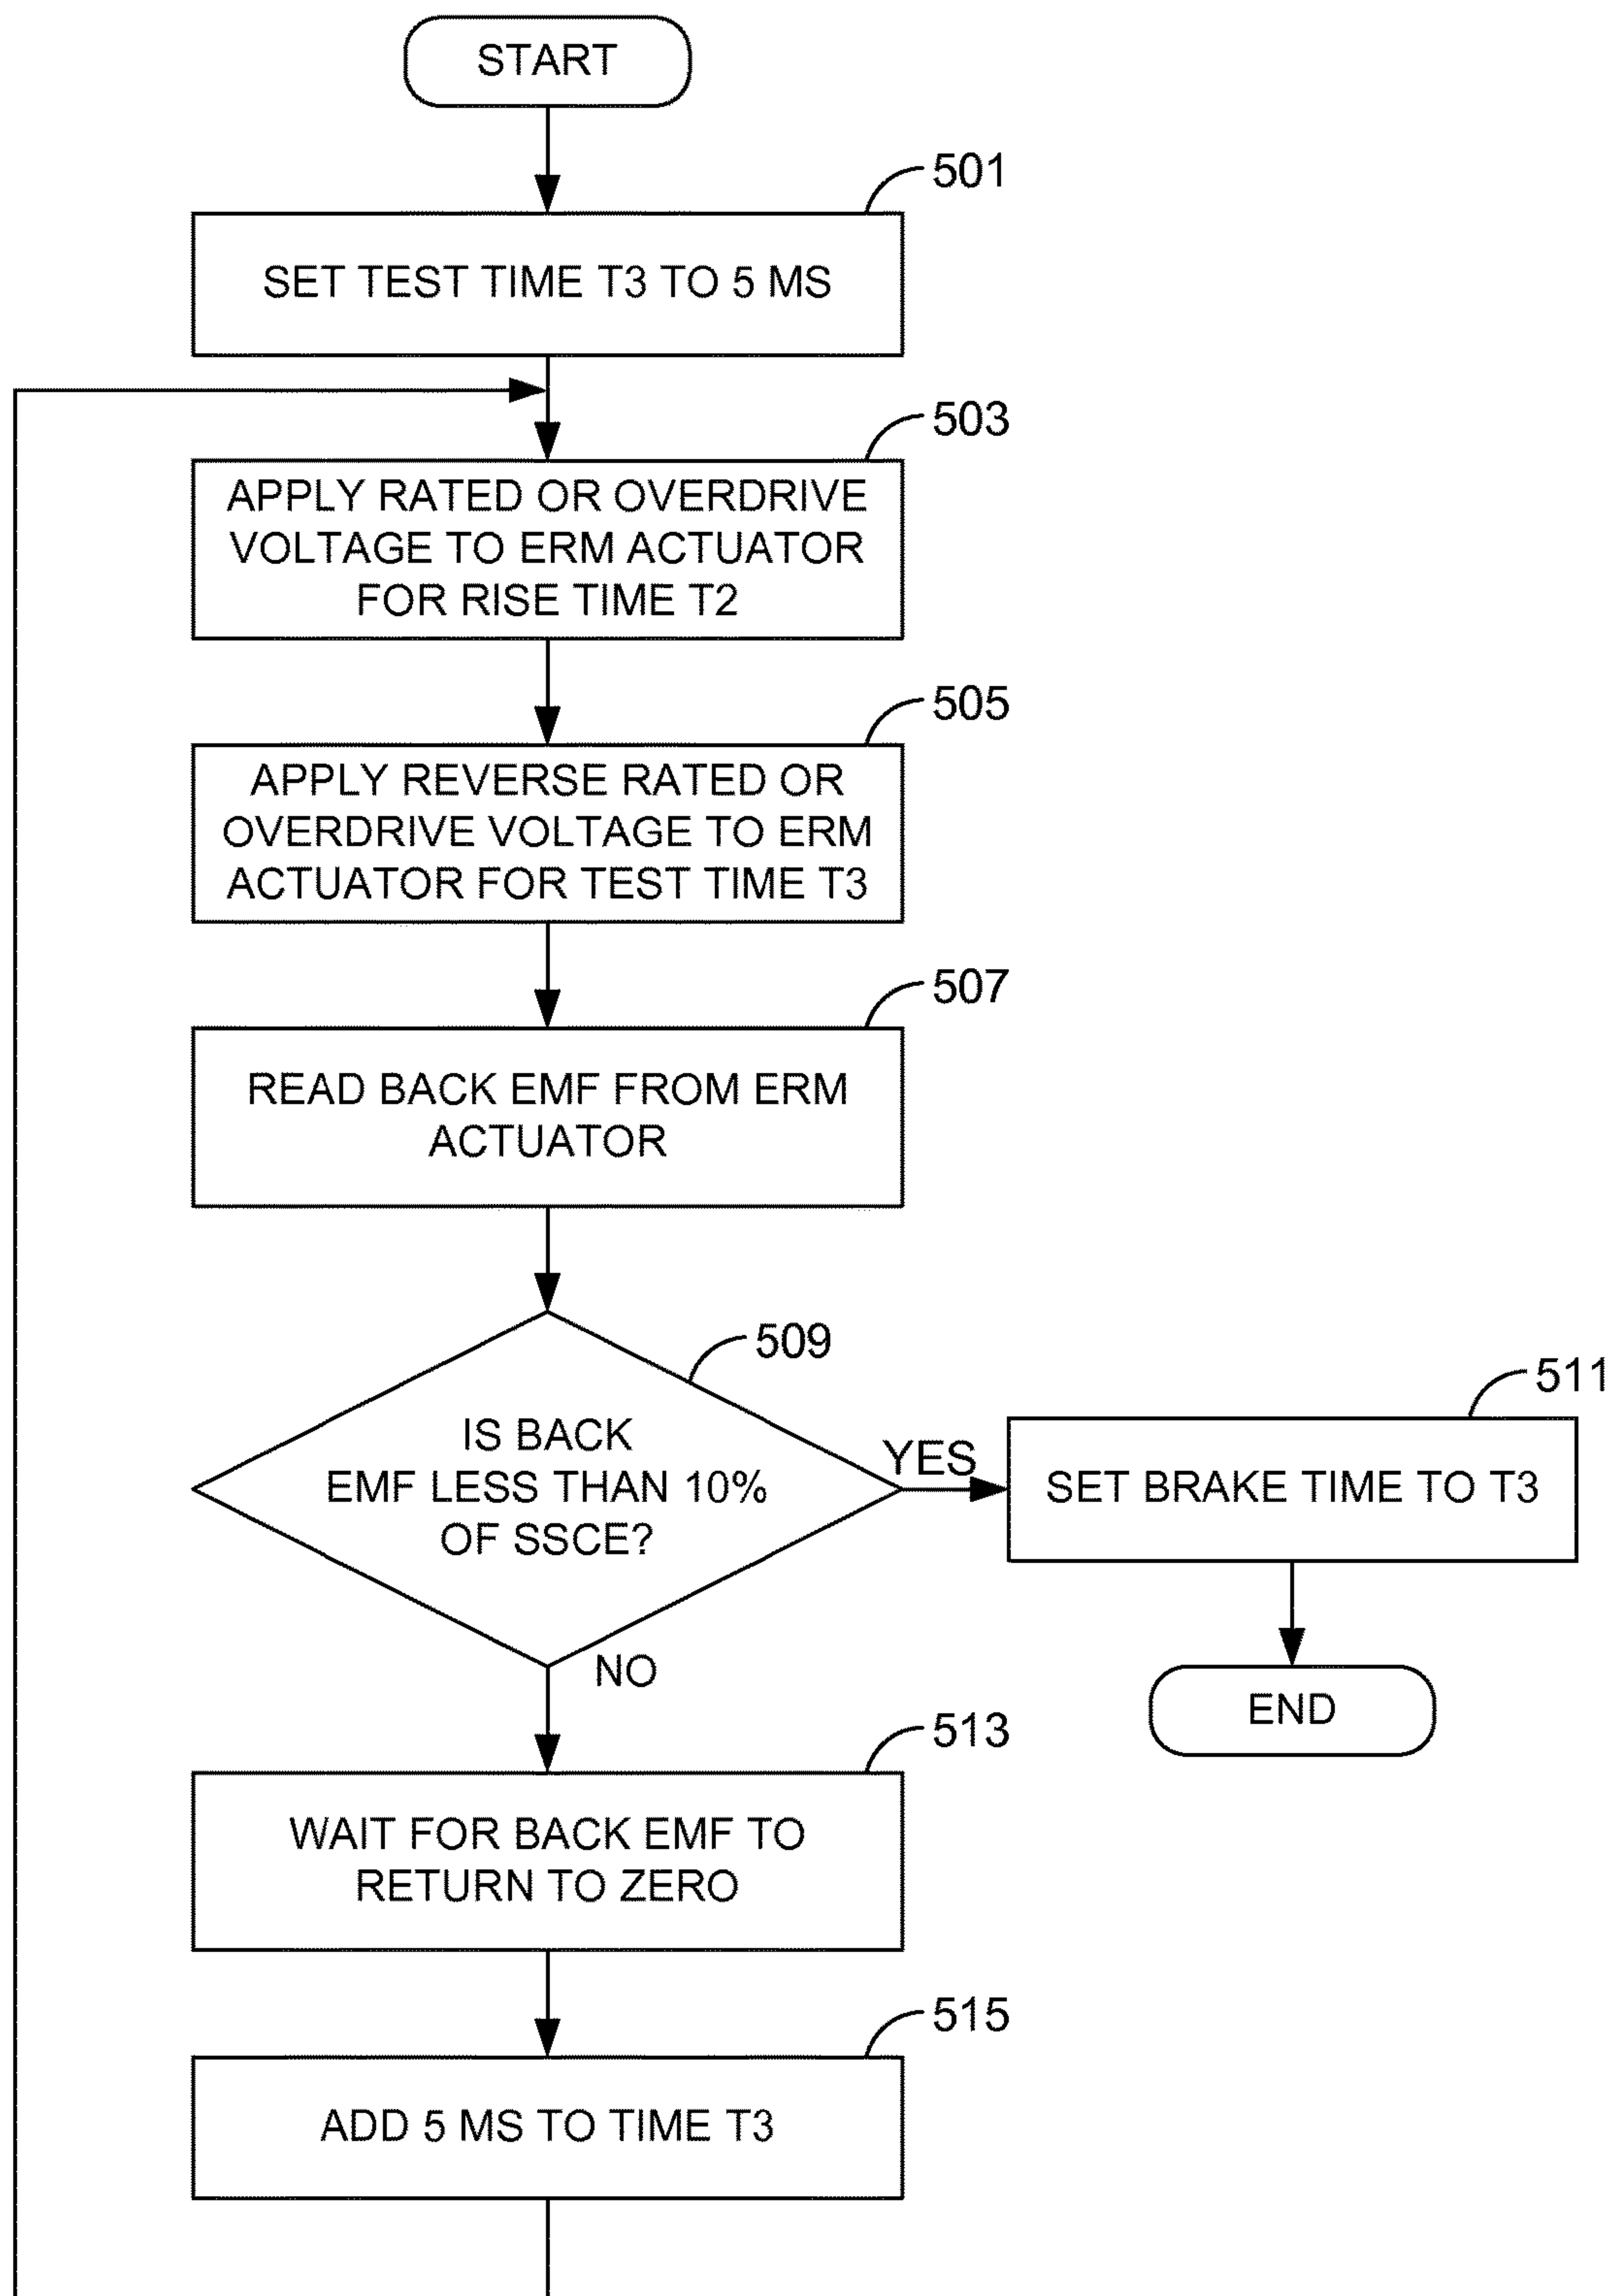 START
501
SET TEST TIME T3 TO 5 MS
503
APPLY RATED OR OVERDRIVE
VOLTAGE TO ERM ACTUATOR
FOR RISE TIME T2
505
APPLY REVERSE RATED OR
OVERDRIVE VOLTAGE TO ERM
ACTUATOR FOR TEST TIME T3
507
READ BACK EMF FROM ERM
ACTUATOR
509
IS BACK
EMF LESS THAN 10%
OF SSCE?
YES
511
SET BRAKE TIME TO T3
END
NO
513
WAIT FOR BACK EMF TO
RETURN TO ZERO
515
ADD 5 MS TO TIME T3